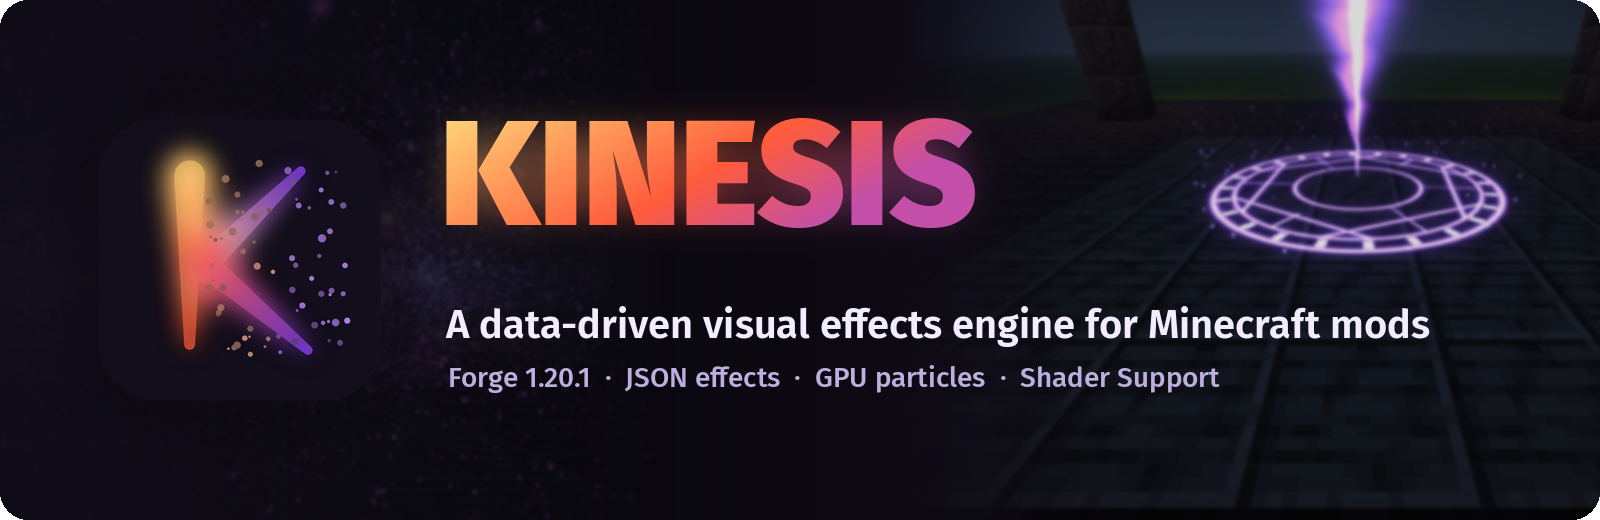 KINESIS
A data-driven visual effects engine for Minecraft mods
Forge 1.20.1 · JSON effects · GPU particles · Shader Support